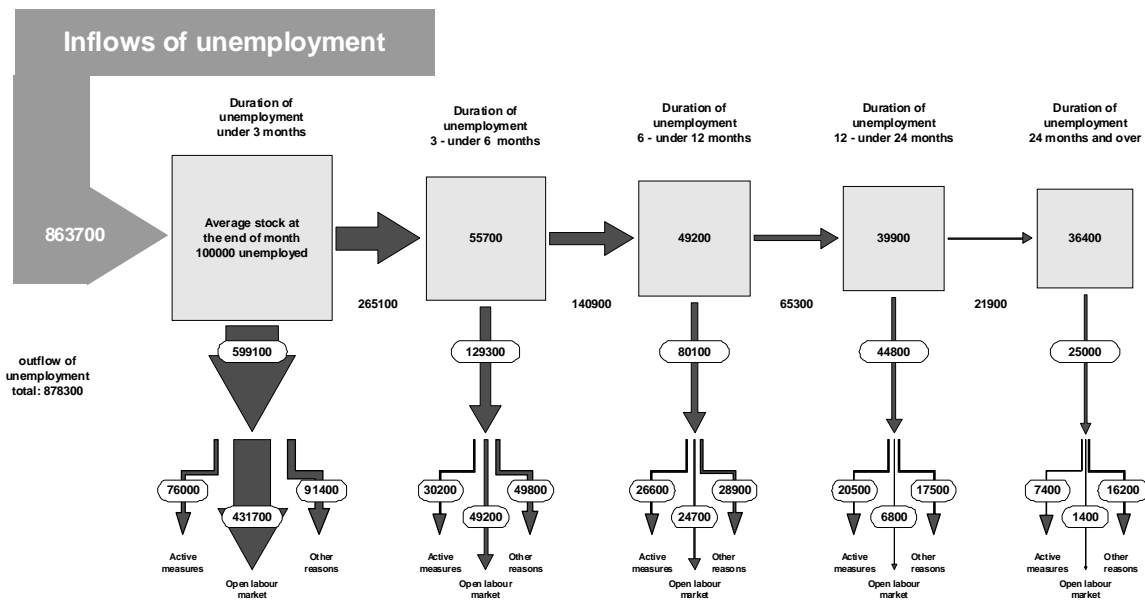 Inflows of unemployment
Duration of
unemployment
under 3 months
Duration of
unemployment
3 - under 6 months
Duration of
unemployment
6 - under 12 months
Duration of
unemployment
12 - under 24 months
Duration of
unemployment
24 months and over
863700
Average stock at
the end of month
100000 unemployed
55700
49200
39900
36400
265100
140900
65300
21900
outflow of
unemployment
total: 878300
599100
129300
80100
44800
25000
76000
431700
91400
30200
49200
49800
26600
24700
28900
20500
6800
17500
7400
1400
16200
Active
measures
Open labour
market
Other
reasons
Active
measures
Open labour
market
Other
reasons
Active
measures
Open labour
market
Other
reasons
Active
measures
Open labour
market
Other
reasons
Active
measures
Open labour
market
Other
reasons